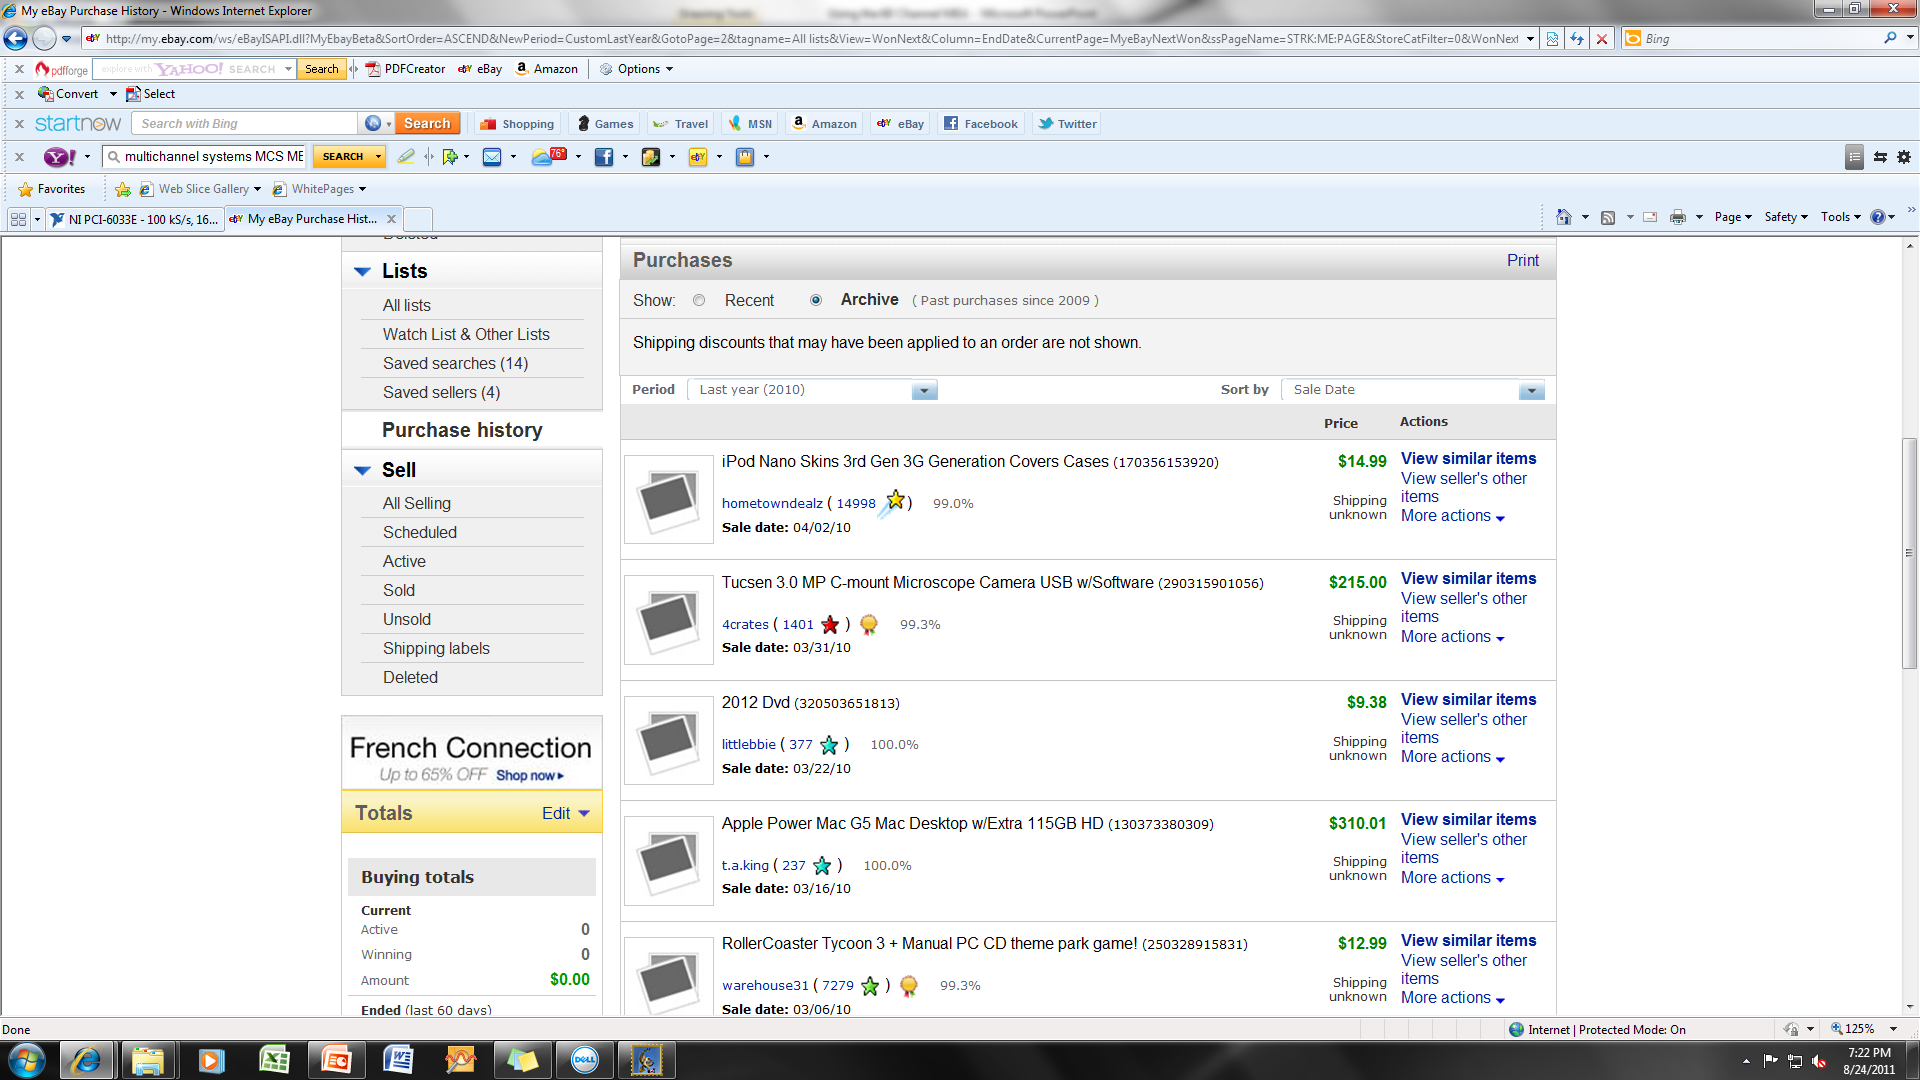 My eBay Purchase History - Windows Internet Explorer
http://my.ebay.com/ws/eBayISAPI.dll?MyEbayBeta&SortOrder=ASCEND&NewPeriod=CustomLastYear&GotoPage=2&tagname=All lists&View=WonNext&Column=EndDate&CurrentPage=MyeBayNextWon&ssPageName=STRK:ME:PAGE&StoreCatFilter=0&WonNext
Bing
pdfforge explore with YAHOO! SEARCH Search PDFCreator eBay Amazon Options
Convert Select
startnow Search with Bing Search Shopping Games Travel MSN Amazon eBay Facebook Twitter
Y! multichannel systems MCS ME SEARCH 76°
Favorites Web Slice Gallery WhitePages
NI PCI-6033E - 100 kS/s, 16... My eBay Purchase Hist... Page Safety Tools
Deleted
Lists
All lists
Watch List & Other Lists
Saved searches (14)
Saved sellers (4)
Purchase history
Sell
All Selling
Scheduled
Active
Sold
Unsold
Shipping labels
Deleted
French Connection
Up to 65% OFF Shop now
Totals Edit
Buying totals
Current
Active 0
Winning 0
Amount $0.00
Ended (last 60 days)
Purchases Print
Show: Recent Archive ( Past purchases since 2009 )
Shipping discounts that may have been applied to an order are not shown.
Period Last year (2010) Sort by Sale Date
Price Actions
iPod Nano Skins 3rd Gen 3G Generation Covers Cases (170356153920)
hometowndealz ( 14998 ) 99.0%
Sale date: 04/02/10
$14.99
Shipping
unknown
View similar items
View seller's other
items
More actions
Tucsen 3.0 MP C-mount Microscope Camera USB w/Software (290315901056)
4crates ( 1401 ) 99.3%
Sale date: 03/31/10
$215.00
Shipping
unknown
View similar items
View seller's other
items
More actions
2012 Dvd (320503651813)
littlebbie ( 377 ) 100.0%
Sale date: 03/22/10
$9.38
Shipping
unknown
View similar items
View seller's other
items
More actions
Apple Power Mac G5 Mac Desktop w/Extra 115GB HD (130373380309)
t.a.king ( 237 ) 100.0%
Sale date: 03/16/10
$310.01
Shipping
unknown
View similar items
View seller's other
items
More actions
RollerCoaster Tycoon 3 + Manual PC CD theme park game! (250328915831)
warehouse31 ( 7279 ) 99.3%
Sale date: 03/06/10
$12.99
Shipping
unknown
View similar items
View seller's other
items
More actions
Done Internet | Protected Mode: On 125%
DELL
7:22 PM
8/24/2011